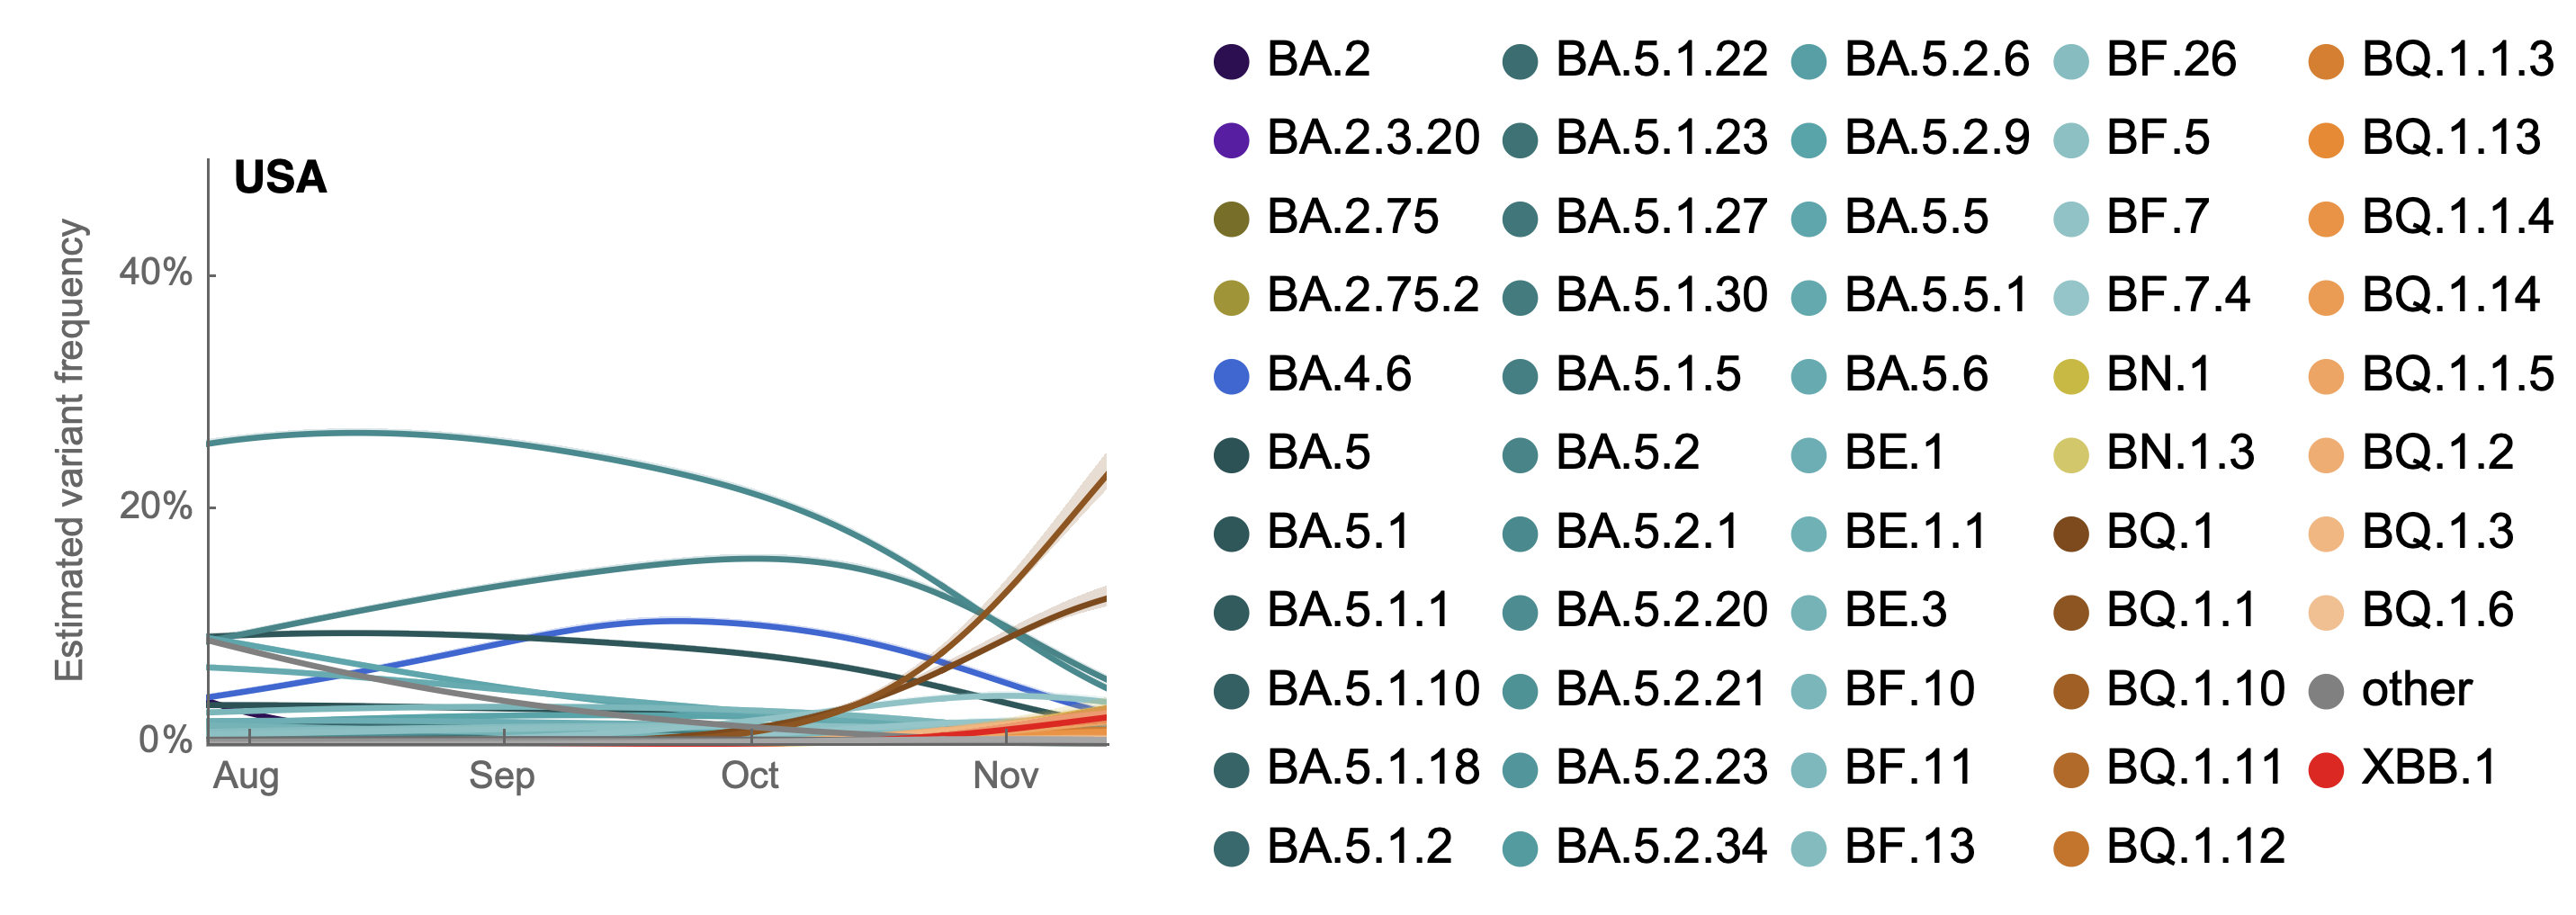 USA
Estimated variant frequency
40%
20%
0%
Aug Sep Oct Nov
BA.2 BA.5.1.22 BA.5.2.6 BF.26 BQ.1.1.3
BA.2.3.20 BA.5.1.23 BA.5.2.9 BF.5 BQ.1.13
BA.2.75 BA.5.1.27 BA.5.5 BF.7 BQ.1.1.4
BA.2.75.2 BA.5.1.30 BA.5.5.1 BF.7.4 BQ.1.14
BA.4.6 BA.5.1.5 BA.5.6 BN.1 BQ.1.1.5
BA.5 BA.5.2 BE.1 BN.1.3 BQ.1.2
BA.5.1 BA.5.2.1 BE.1.1 BQ.1 BQ.1.3
BA.5.1.1 BA.5.2.20 BE.3 BQ.1.1 BQ.1.6
BA.5.1.10 BA.5.2.21 BF.10 BQ.1.10 other
BA.5.1.18 BA.5.2.23 BF.11 BQ.1.11 XBB.1
BA.5.1.2 BA.5.2.34 BF.13 BQ.1.12